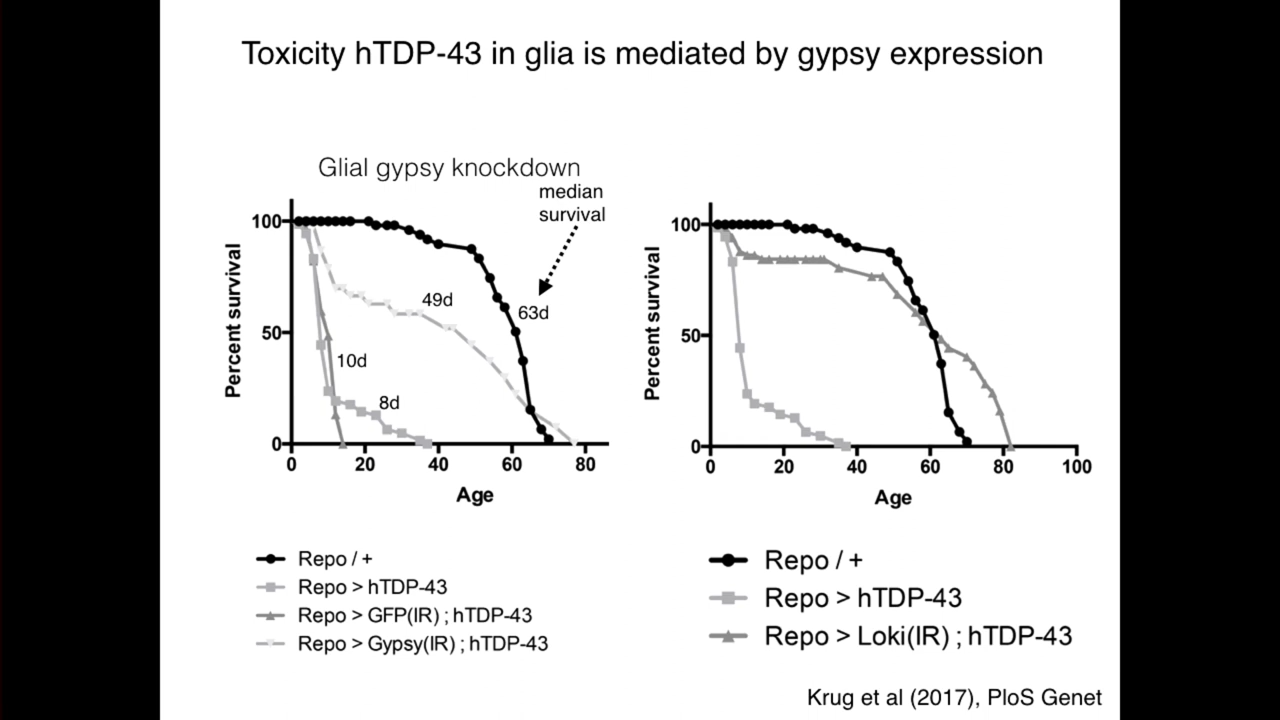 Toxicity hTDP-43 in glia is mediated by gypsy expression
Glial gypsy knockdown
median
survival
100
50
0
Percent survival
49d
63d
10d
8d
0 20 40 60 80
Age
Repo / +
Repo > hTDP-43
Repo > GFP(IR) ; hTDP-43
Repo > Gypsy(IR) ; hTDP-43
100
50
0
Percent survival
0 20 40 60 80 100
Age
Repo / +
Repo > hTDP-43
Repo > Loki(IR) ; hTDP-43
Krug et al (2017), PloS Genet